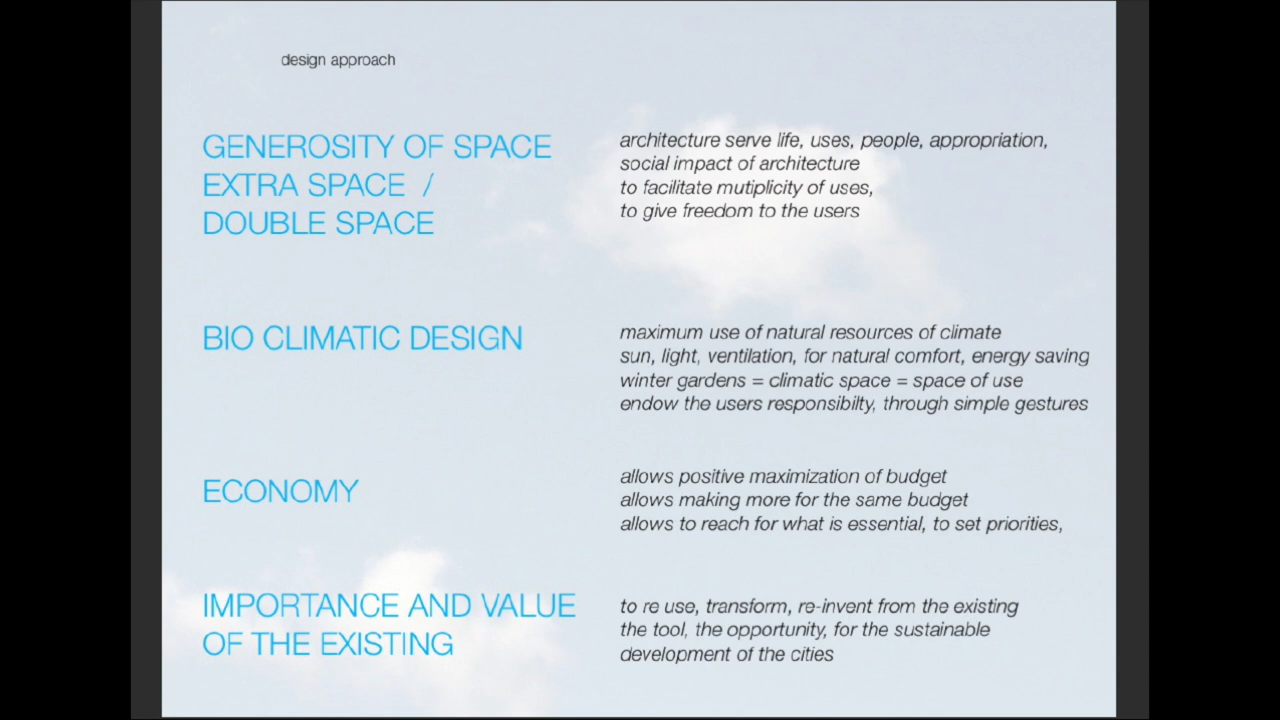 design approach
GENEROSITY OF SPACE
EXTRA SPACE /
DOUBLE SPACE
architecture serve life, uses, people, appropriation,
social impact of architecture
to facilitate mutiplicity of uses,
to give freedom to the users
BIO CLIMATIC DESIGN
maximum use of natural resources of climate
sun, light, ventilation, for natural comfort, energy saving
winter gardens = climatic space = space of use
endow the users responsibilty, through simple gestures
ECONOMY
allows positive maximization of budget
allows making more for the same budget
allows to reach for what is essential, to set priorities,
IMPORTANCE AND VALUE
OF THE EXISTING
to re use, transform, re-invent from the existing
the tool, the opportunity, for the sustainable
development of the cities